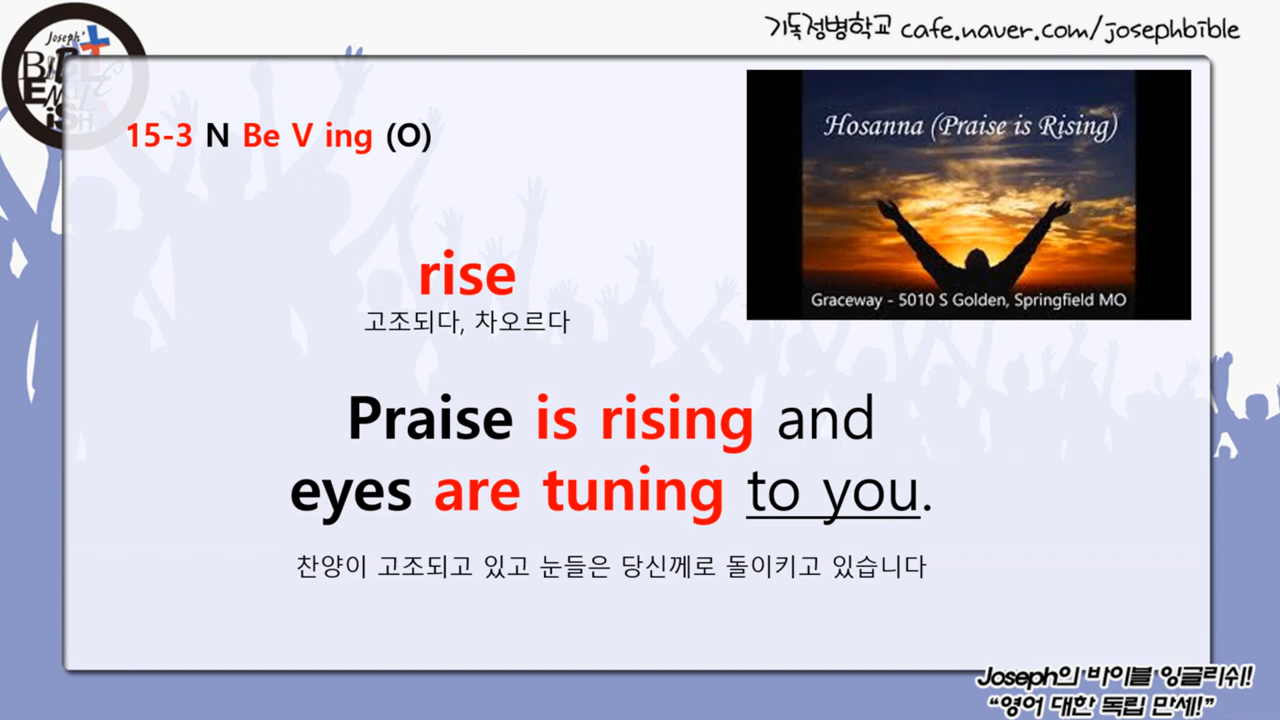 Joseph'
BIBLE
ENGLISH
기독정병학교 cafe.naver.com/josephbible
15-3 N Be V ing (O)
Hosanna (Praise is Rising)
Graceway - 5010 S Golden, Springfield MO
rise
고조되다, 차오르다
Praise is rising and
eyes are tuning to you.
찬양이 고조되고 있고 눈들은 당신께로 돌이키고 있습니다
Joseph의 바이블 잉글리쉬!
"영어 대한 독립 만세!"